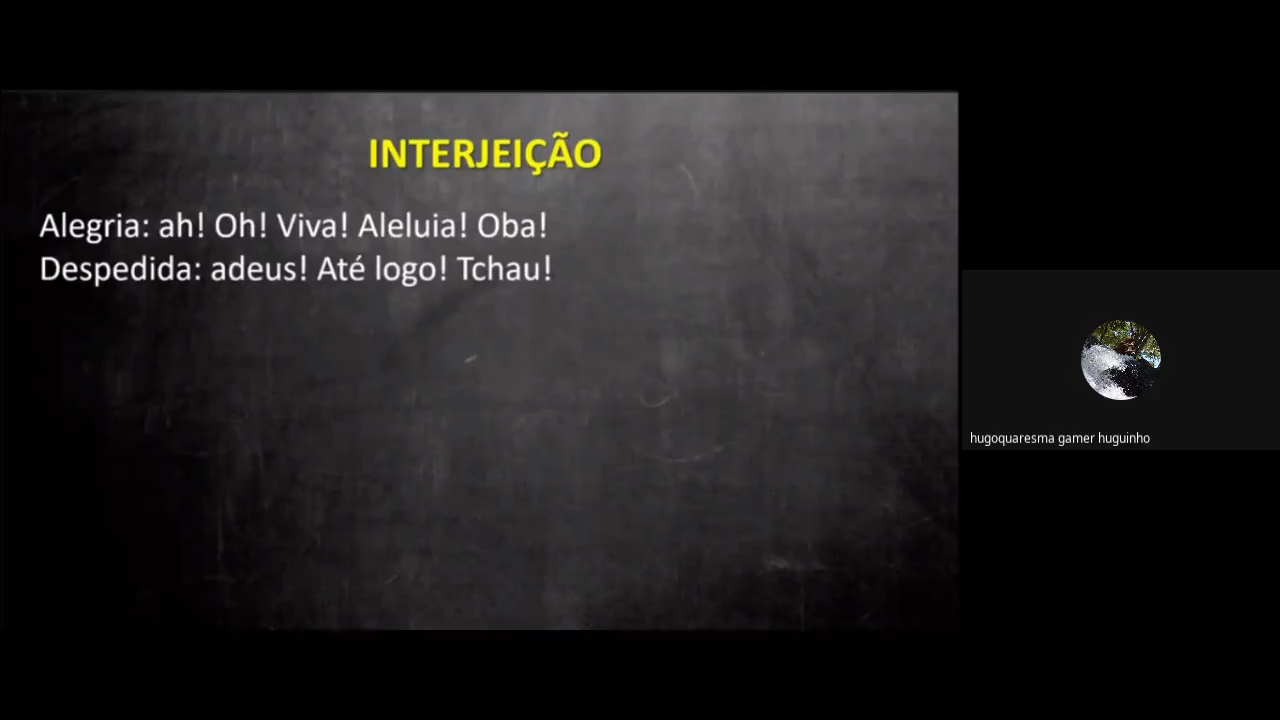 INTERJEIÇÃO
Alegria: ah! Oh! Viva! Aleluia! Oba!
Despedida: adeus! Até logo! Tchau!
hugoquaresma gamer huguinho